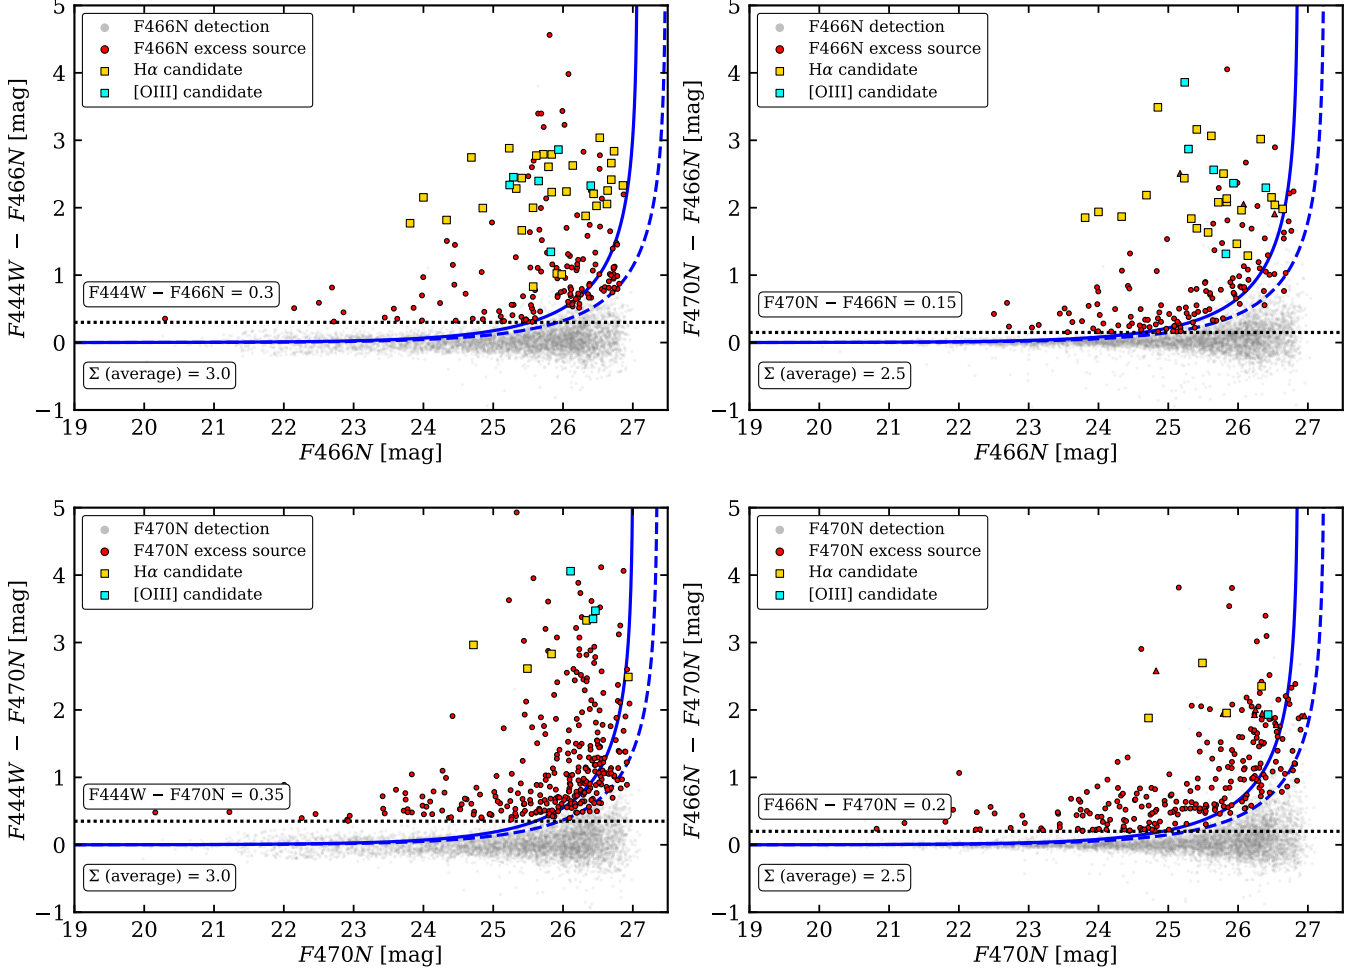 F444W − F466N [mag]
5
4
3
2
1
0
−1
F466N detection
F466N excess source
Hα candidate
[OIII] candidate
F444W − F466N = 0.3
Σ (average) = 3.0
19 20 21 22 23 24 25 26 27
F466N [mag]
F470N − F466N [mag]
5
4
3
2
1
0
−1
F466N detection
F466N excess source
Hα candidate
[OIII] candidate
F470N − F466N = 0.15
Σ (average) = 2.5
19 20 21 22 23 24 25 26 27
F466N [mag]
F444W − F470N [mag]
5
4
3
2
1
0
−1
F470N detection
F470N excess source
Hα candidate
[OIII] candidate
F444W − F470N = 0.35
Σ (average) = 3.0
19 20 21 22 23 24 25 26 27
F470N [mag]
F466N − F470N [mag]
5
4
3
2
1
0
−1
F470N detection
F470N excess source
Hα candidate
[OIII] candidate
F466N − F470N = 0.2
Σ (average) = 2.5
19 20 21 22 23 24 25 26 27
F470N [mag]